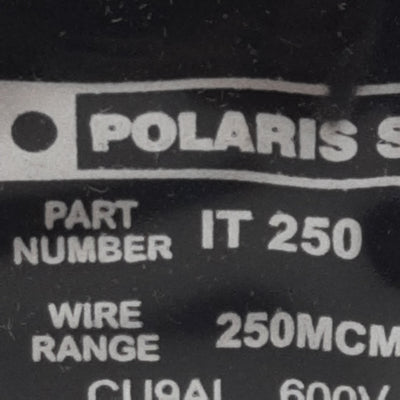 POLARIS S
PART NUMBER IT 250
WIRE RANGE 250MCM
CU9AL 600V